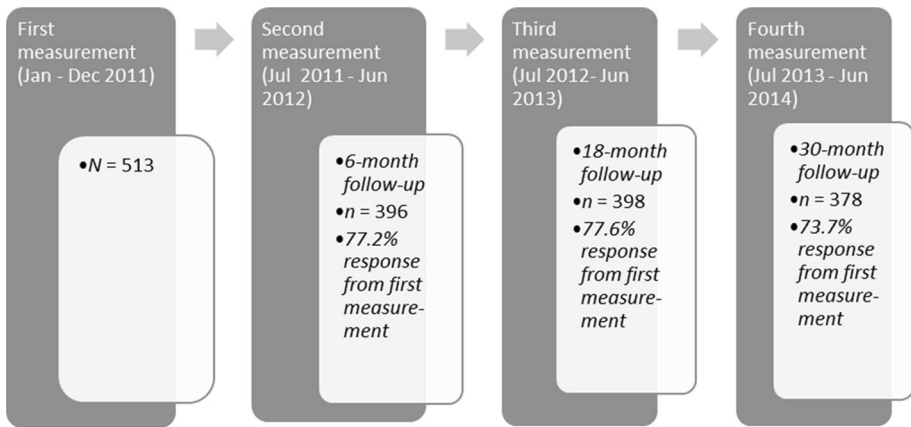 First
measurement
(Jan - Dec 2011)
•N = 513
Second
measurement
(Jul 2011 - Jun
2012)
•6-month
follow-up
•n = 396
•77.2%
response
from first
measure-
ment
Third
measurement
(Jul 2012- Jun
2013)
•18-month
follow-up
•n = 398
•77.6%
response
from first
measure-
ment
Fourth
measurement
(Jul 2013 - Jun
2014)
•30-month
follow-up
•n = 378
•73.7%
response
from first
measure-
ment